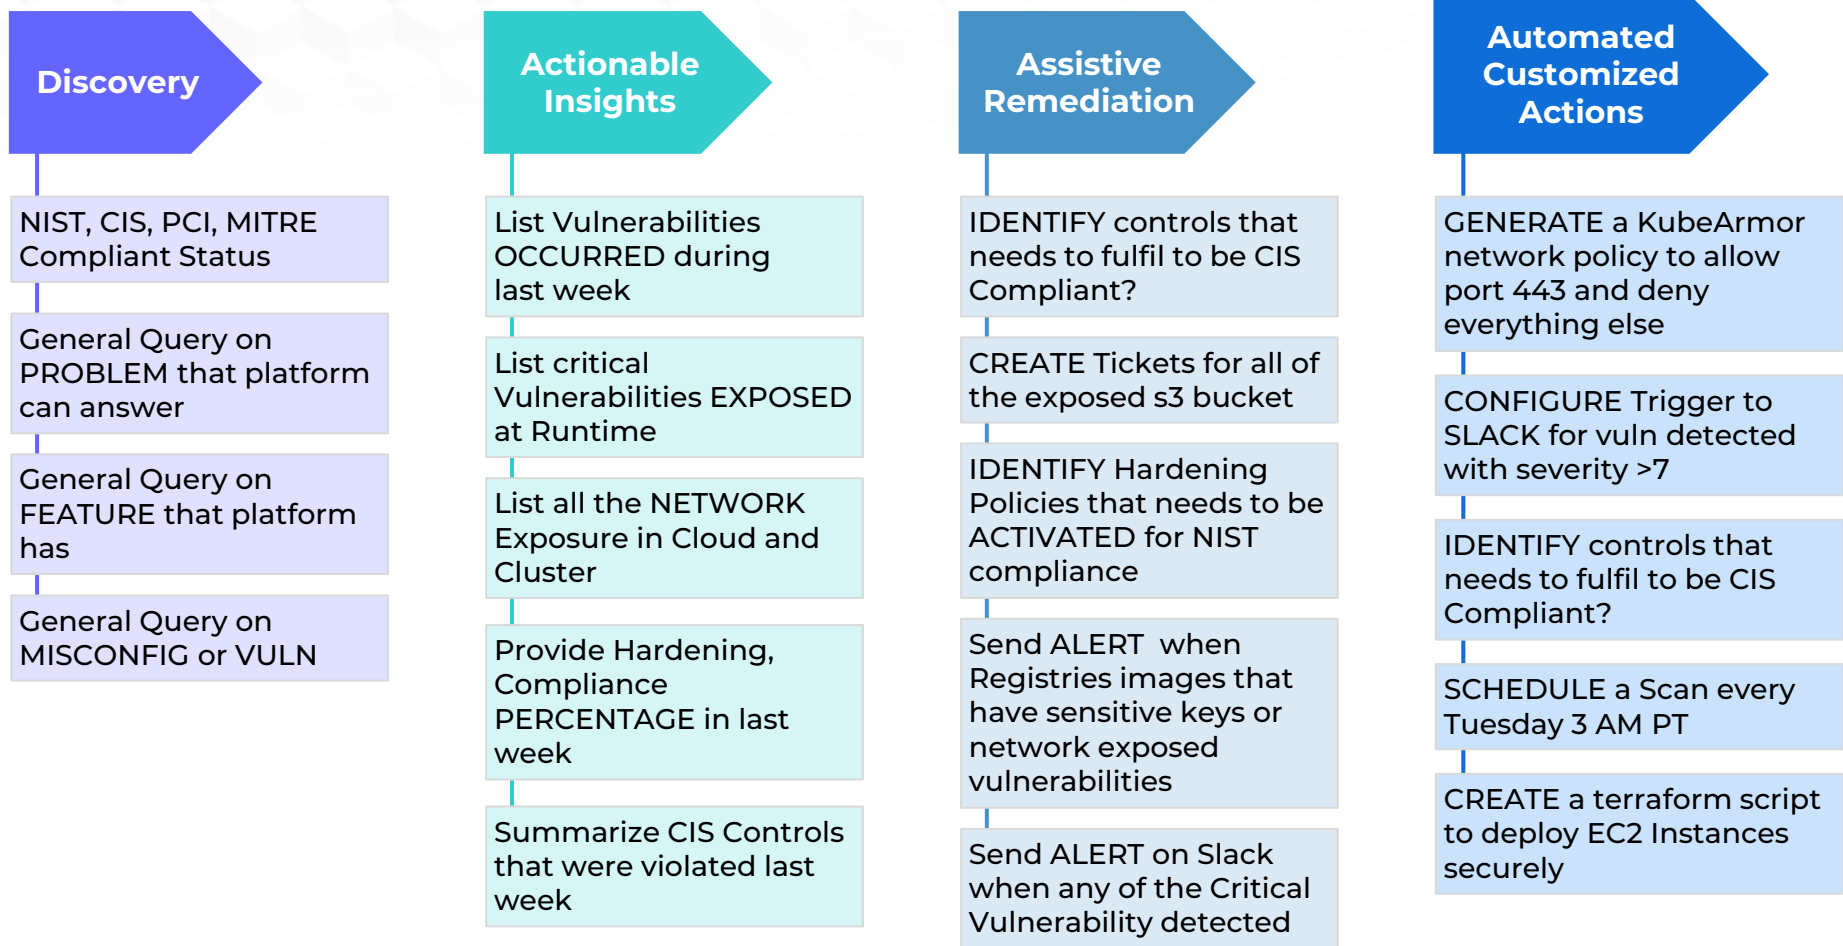 Discovery
NIST, CIS, PCI, MITRE
Compliant Status
General Query on
PROBLEM that platform
can answer
General Query on
FEATURE that platform
has
General Query on
MISCONFIG or VULN
Actionable
Insights
List Vulnerabilities
OCCURRED during
last week
List critical
Vulnerabilities EXPOSED
at Runtime
List all the NETWORK
Exposure in Cloud and
Cluster
Provide Hardening,
Compliance
PERCENTAGE in last
week
Summarize CIS Controls
that were violated last
week
Assistive
Remediation
IDENTIFY controls that
needs to fulfil to be CIS
Compliant?
CREATE Tickets for all of
the exposed s3 bucket
IDENTIFY Hardening
Policies that needs to be
ACTIVATED for NIST
compliance
Send ALERT when
Registries images that
have sensitive keys or
network exposed
vulnerabilities
Send ALERT on Slack
when any of the Critical
Vulnerability detected
Automated
Customized
Actions
GENERATE a KubeArmor
network policy to allow
port 443 and deny
everything else
CONFIGURE Trigger to
SLACK for vuln detected
with severity >7
IDENTIFY controls that
needs to fulfil to be CIS
Compliant?
SCHEDULE a Scan every
Tuesday 3 AM PT
CREATE a terraform script
to deploy EC2 Instances
securely